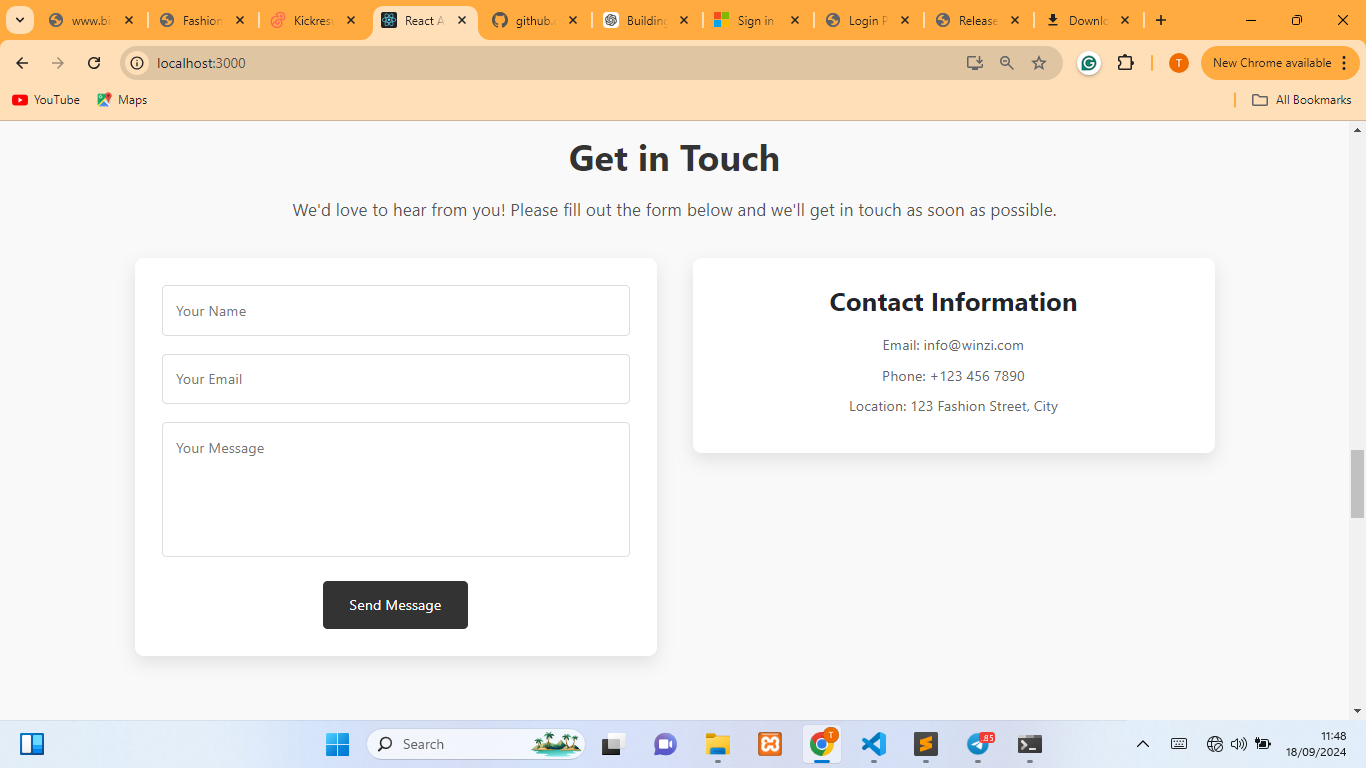 www.bi
Fashion
Kickres
React A
github.c
Building
Sign in
Login P
Release
Downlo
localhost:3000
T
New Chrome available
YouTube
Maps
All Bookmarks
Get in Touch
We'd love to hear from you! Please fill out the form below and we'll get in touch as soon as possible.
Your Name
Your Email
Your Message
Send Message
Contact Information
Email: info@winzi.com
Phone: +123 456 7890
Location: 123 Fashion Street, City
Search
T
85
11:48
18/09/2024